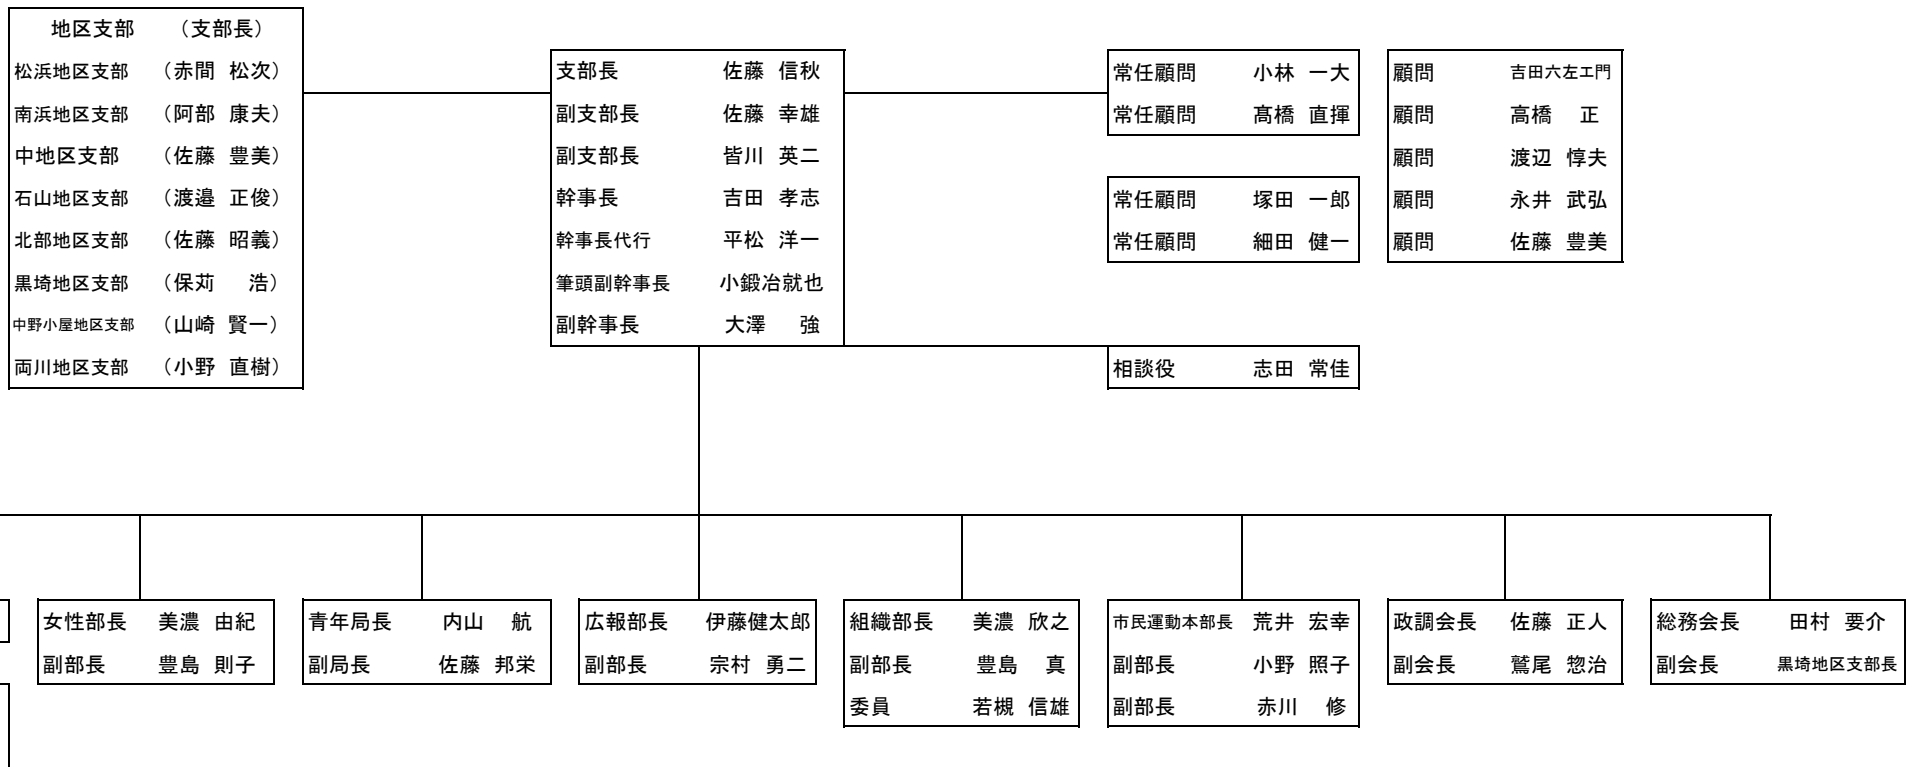 地区支部 （支部長）
松浜地区支部 （赤間 松次）
南浜地区支部 （阿部 康夫）
中地区支部 （佐藤 豊美）
石山地区支部 （渡邉 正俊）
北部地区支部 （佐藤 昭義）
黒埼地区支部 （保苅 浩）
中野小屋地区支部 （山崎 賢一）
両川地区支部 （小野 直樹）
支部長 佐藤 信秋
副支部長 佐藤 幸雄
副支部長 皆川 英二
幹事長 吉田 孝志
幹事長代行 平松 洋一
筆頭副幹事長 小鍛冶就也
副幹事長 大澤 強
常任顧問 小林 一大
常任顧問 髙橋 直揮
常任顧問 塚田 一郎
常任顧問 細田 健一
相談役 志田 常佳
顧問 吉田六左エ門
顧問 高橋 正
顧問 渡辺 惇夫
顧問 永井 武弘
顧問 佐藤 豊美
女性部長 美濃 由紀
副部長 豊島 則子
青年局長 内山 航
副局長 佐藤 邦栄
広報部長 伊藤健太郎
副部長 宗村 勇二
組織部長 美濃 欣之
副部長 豊島 真
委員 若槻 信雄
市民運動本部長 荒井 宏幸
副部長 小野 照子
副部長 赤川 修
政調会長 佐藤 正人
副会長 鷲尾 惣治
総務会長 田村 要介
副会長 黒埼地区支部長